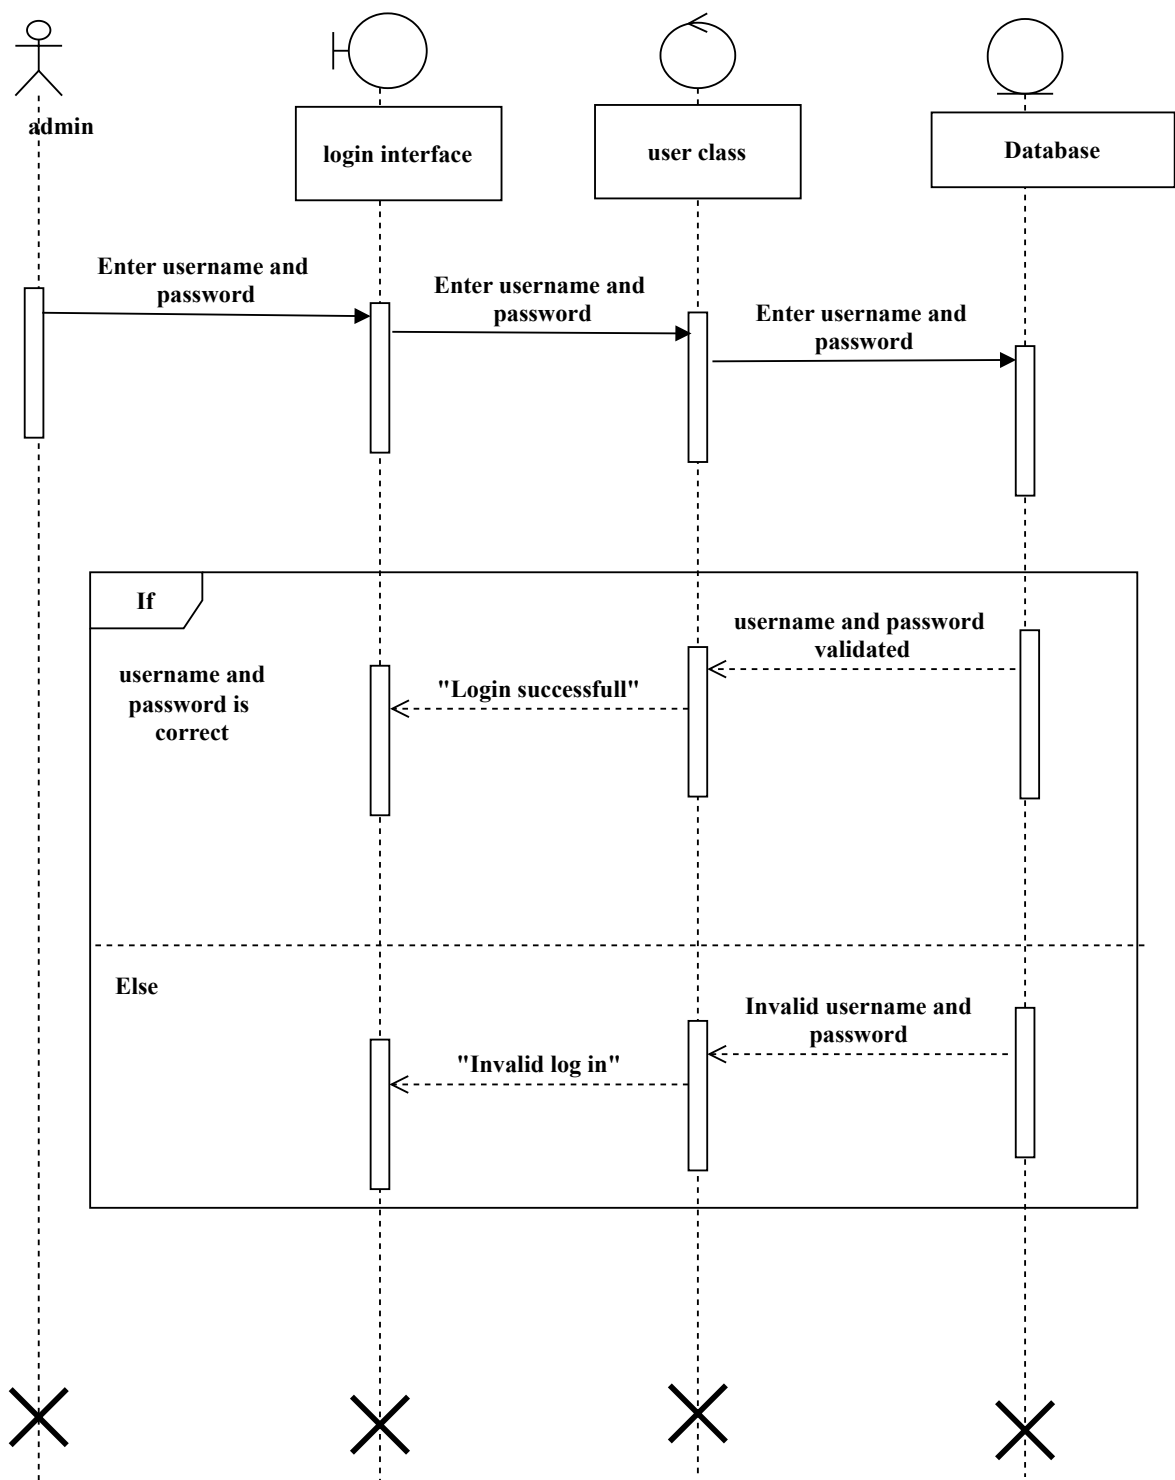 admin
login interface
user class
Database
Enter username and
password
Enter username and
password
Enter username and
password
If
username and
password is
correct
username and password
validated
"Login successfull"
Else
Invalid username and
password
"Invalid log in"